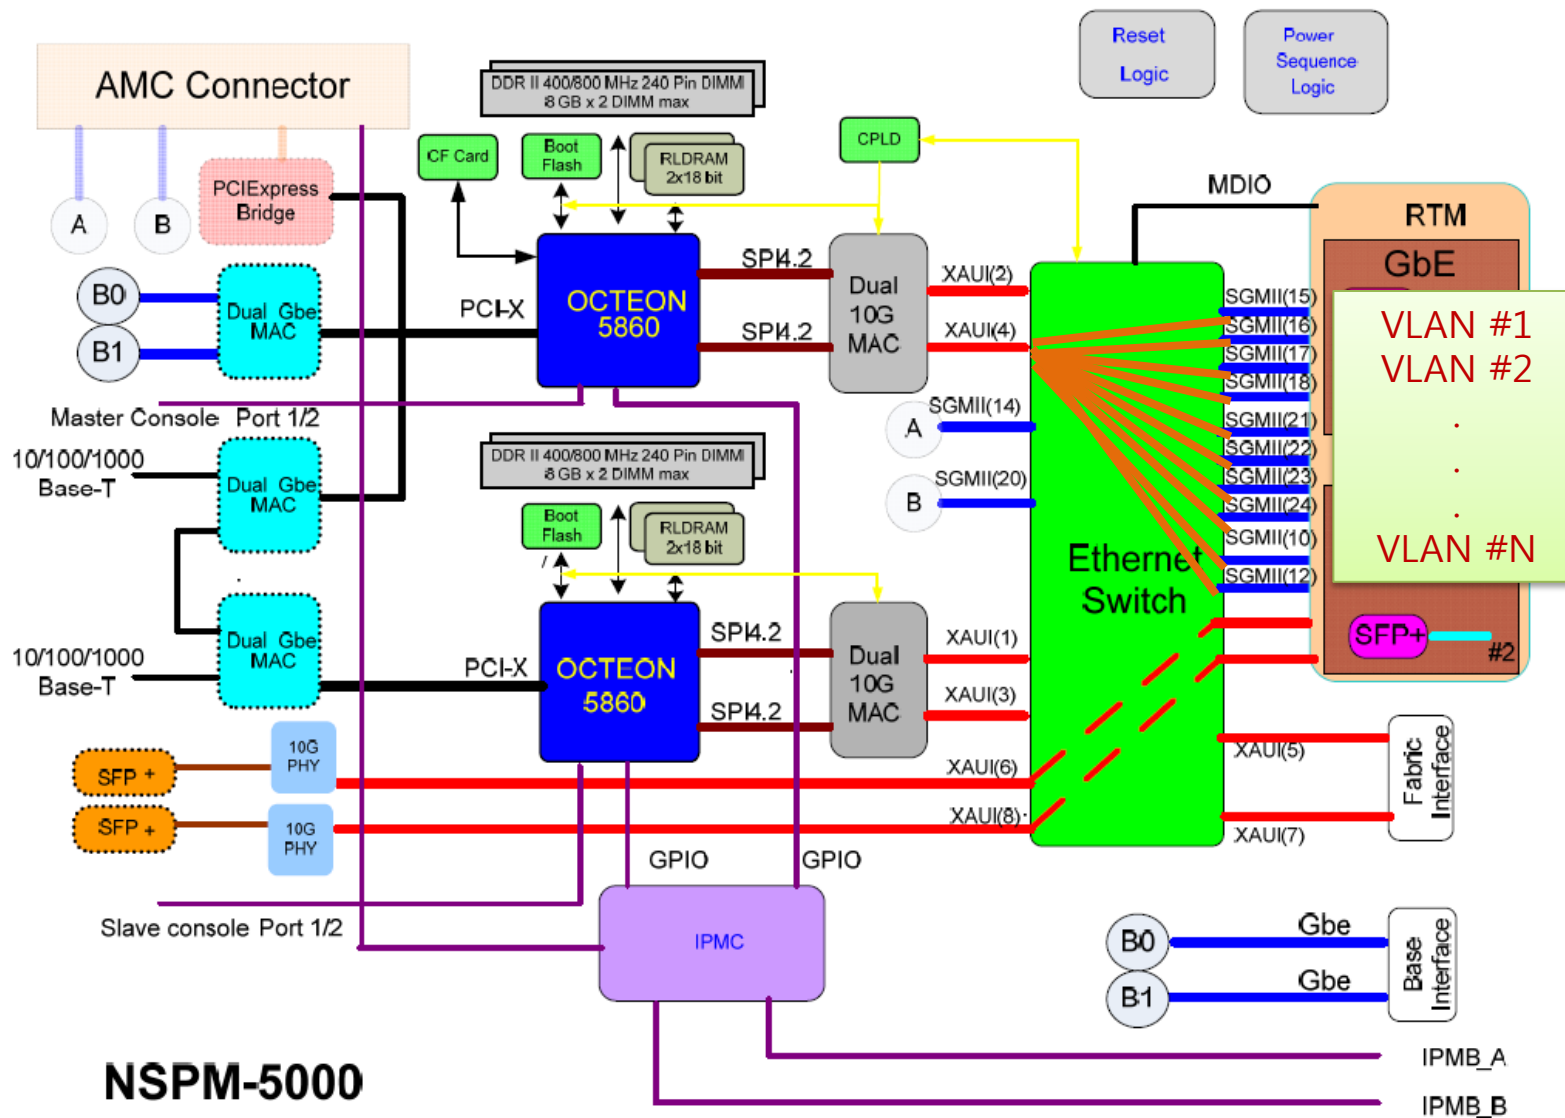 Reset
Logic
Power
Sequence
Logic
AMC Connector
DDR II 400/800 MHz 240 Pin DIMMI
8 GB x 2 DIMM max
CF Card
Boot
Flash
RLDRAM
2x18 bit
CPLD
MDIO
PCIExpress
Bridge
A
B
RTM
GbE
B0
B1
Dual Gbe
MAC
PCI-X
OCTEON
5860
SPI4.2
SPI4.2
Dual
10G
MAC
XAUI(2)
XAUI(4)
SGMII(15)
SGMII(16)
SGMII(17)
SGMII(18)
SGMII(21)
SGMII(22)
SGMII(23)
SGMII(24)
SGMII(10)
SGMII(12)
VLAN #1
VLAN #2
.
.
.
VLAN #N
Master Console Port 1/2
A
SGMII(14)
B
SGMII(20)
10/100/1000
Base-T
Dual Gbe
MAC
DDR II 400/800 MHz 240 Pin DIMMI
8 GB x 2 DIMM max
Boot
Flash
/
RLDRAM
2x18 bit
Ethernet
Switch
10/100/1000
Base-T
Dual Gbe
MAC
PCI-X
OCTEON
5860
SPI4.2
SPI4.2
Dual
10G
MAC
XAUI(1)
XAUI(3)
SFP+
#2
SFP +
10G
PHY
XAUI(6)
SFP +
10G
PHY
XAUI(8)
XAUI(5)
XAUI(7)
Fabric
Interface
GPIO
GPIO
Slave console Port 1/2
IPMC
B0
Gbe
B1
Gbe
Base
Interface
IPMB_A
IPMB_B
NSPM-5000